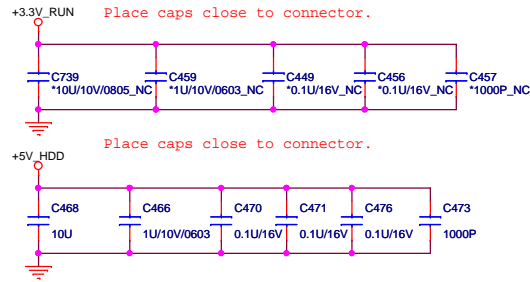 +3.3V_RUN
Place caps close to connector.
C739 C459 C449 C456 C457
*10U/10V/0805_NC *1U/10V/0603_NC *0.1U/16V_NC *0.1U/16V_NC *1000P_NC
Place caps close to connector.
+5V_HDD
C468 C466 C470 C471 C476 C473
10U 1U/10V/0603 0.1U/16V 0.1U/16V 0.1U/16V 1000P